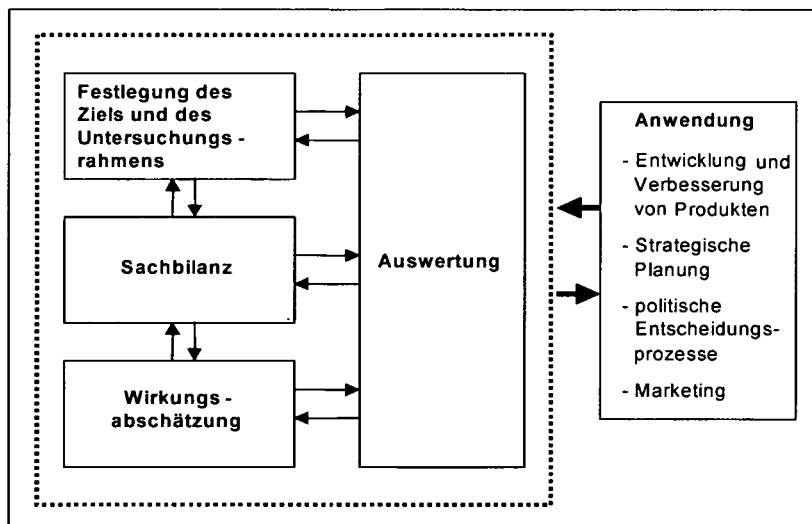 Festlegung des
Ziels und des
Untersuchungs -
rahmens
Sachbilanz
Wirkungs -
abschätzung
Auswertung
Anwendung
- Entwicklung und
Verbesserung
von Produkten
- Strategische
Planung
- politische
Entscheidungs-
prozesse
- Marketing